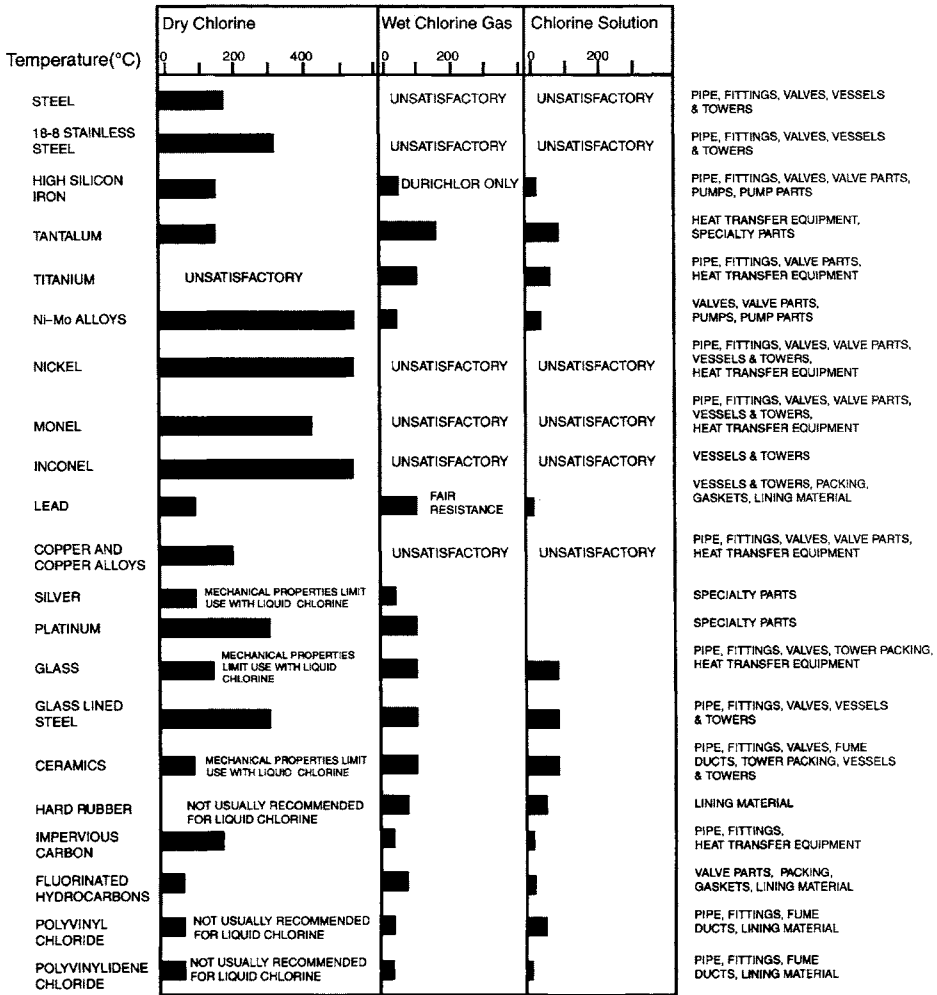 Dry Chlorine
Wet Chlorine Gas
Chlorine Solution
Temperature(°C)
0 200 400
0 200
0 200
STEEL
UNSATISFACTORY
UNSATISFACTORY
PIPE, FITTINGS, VALVES, VESSELS
& TOWERS
18-8 STAINLESS
STEEL
UNSATISFACTORY
UNSATISFACTORY
PIPE, FITTINGS, VALVES, VESSELS
& TOWERS
HIGH SILICON
IRON
DURICHLOR ONLY
PIPE, FITTINGS, VALVES, VALVE PARTS,
PUMPS, PUMP PARTS
TANTALUM
HEAT TRANSFER EQUIPMENT,
SPECIALTY PARTS
TITANIUM
UNSATISFACTORY
PIPE, FITTINGS, VALVE PARTS,
HEAT TRANSFER EQUIPMENT
Ni-Mo ALLOYS
VALVES, VALVE PARTS,
PUMPS, PUMP PARTS
NICKEL
UNSATISFACTORY
UNSATISFACTORY
PIPE, FITTINGS, VALVES, VALVE PARTS,
VESSELS & TOWERS,
HEAT TRANSFER EQUIPMENT
MONEL
UNSATISFACTORY
UNSATISFACTORY
PIPE, FITTINGS, VALVES, VALVE PARTS,
VESSELS & TOWERS,
HEAT TRANSFER EQUIPMENT
INCONEL
UNSATISFACTORY
UNSATISFACTORY
VESSELS & TOWERS
LEAD
FAIR
RESISTANCE
VESSELS & TOWERS, PACKING,
GASKETS, LINING MATERIAL
COPPER AND
COPPER ALLOYS
UNSATISFACTORY
UNSATISFACTORY
PIPE, FITTINGS, VALVES, VALVE PARTS,
HEAT TRANSFER EQUIPMENT
SILVER
MECHANICAL PROPERTIES LIMIT
USE WITH LIQUID CHLORINE
SPECIALTY PARTS
PLATINUM
SPECIALTY PARTS
GLASS
MECHANICAL PROPERTIES
LIMIT USE WITH LIQUID
CHLORINE
PIPE, FITTINGS, VALVES, TOWER PACKING,
HEAT TRANSFER EQUIPMENT
GLASS LINED
STEEL
PIPE, FITTINGS, VALVES, VESSELS
& TOWERS
CERAMICS
MECHANICAL PROPERTIES LIMIT
USE WITH LIQUID CHLORINE
PIPE, FITTINGS, VALVES, FUME
DUCTS, TOWER PACKING, VESSELS
& TOWERS
HARD RUBBER
NOT USUALLY RECOMMENDED
FOR LIQUID CHLORINE
LINING MATERIAL
IMPERVIOUS
CARBON
PIPE, FITTINGS,
HEAT TRANSFER EQUIPMENT
FLUORINATED
HYDROCARBONS
VALVE PARTS, PACKING,
GASKETS, LINING MATERIAL
POLYVINYL
CHLORIDE
NOT USUALLY RECOMMENDED
FOR LIQUID CHLORINE
PIPE, FITTINGS, FUME
DUCTS, LINING MATERIAL
POLYVINYLIDENE
CHLORIDE
NOT USUALLY RECOMMENDED
FOR LIQUID CHLORINE
PIPE, FITTINGS, FUME
DUCTS, LINING MATERIAL